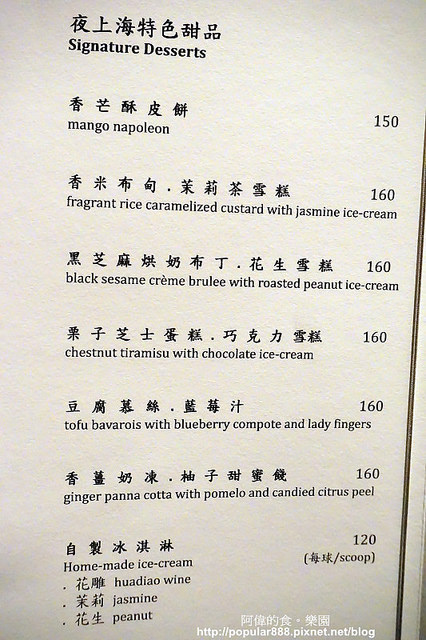 夜上海特色甜品
Signature Desserts
香芒酥皮餅
mango napoleon 150
香米布甸.茉莉茶雪糕 160
fragrant rice caramelized custard with jasmine ice-cream
黑芝麻烘奶布丁.花生雪糕 160
black sesame crème brulee with roasted peanut ice-cream
栗子芝士蛋糕.巧克力雪糕 160
chestnut tiramisu with chocolate ice-cream
豆腐慕絲.藍莓汁 160
tofu bavarois with blueberry compote and lady fingers
香薑奶凍.柚子甜蜜餞 160
ginger panna cotta with pomelo and candied citrus peel
自製冰淇淋 120
Home-made ice-cream (每球/scoop)
. 花雕 huadiao wine
. 茉莉 jasmine
. 花生 peanut
阿偉的食。樂園
http://popular888.pixnet.net/blog